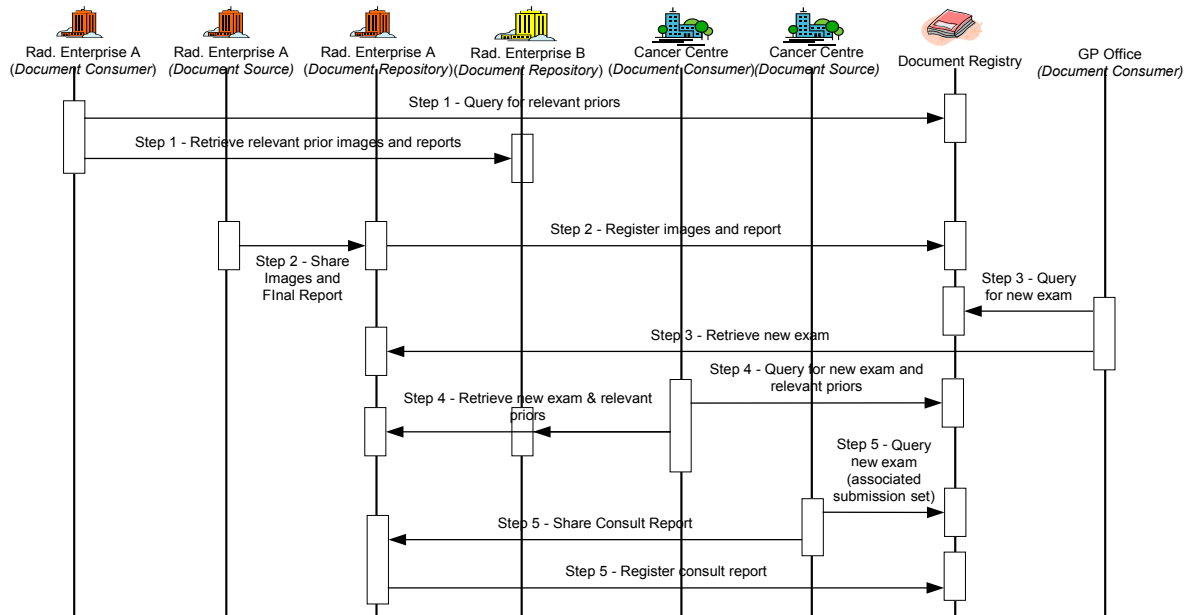 Rad. Enterprise A
(Document Consumer)
Rad. Enterprise A
(Document Source)
Rad. Enterprise A
(Document Repository)
Rad. Enterprise B
(Document Repository)
Cancer Centre
(Document Consumer)
Cancer Centre
(Document Source)
Document Registry
GP Office
(Document Consumer)
Step 1 - Query for relevant priors
Step 1 - Retrieve relevant prior images and reports
Step 2 - Share
Images and
FInal Report
Step 2 - Register images and report
Step 3 - Query
for new exam
Step 3 - Retrieve new exam
Step 4 - Query for new exam and
relevant priors
Step 4 - Retrieve new exam & relevant
priors
Step 5 - Query
new exam
(associated
submission set)
Step 5 - Share Consult Report
Step 5 - Register consult report